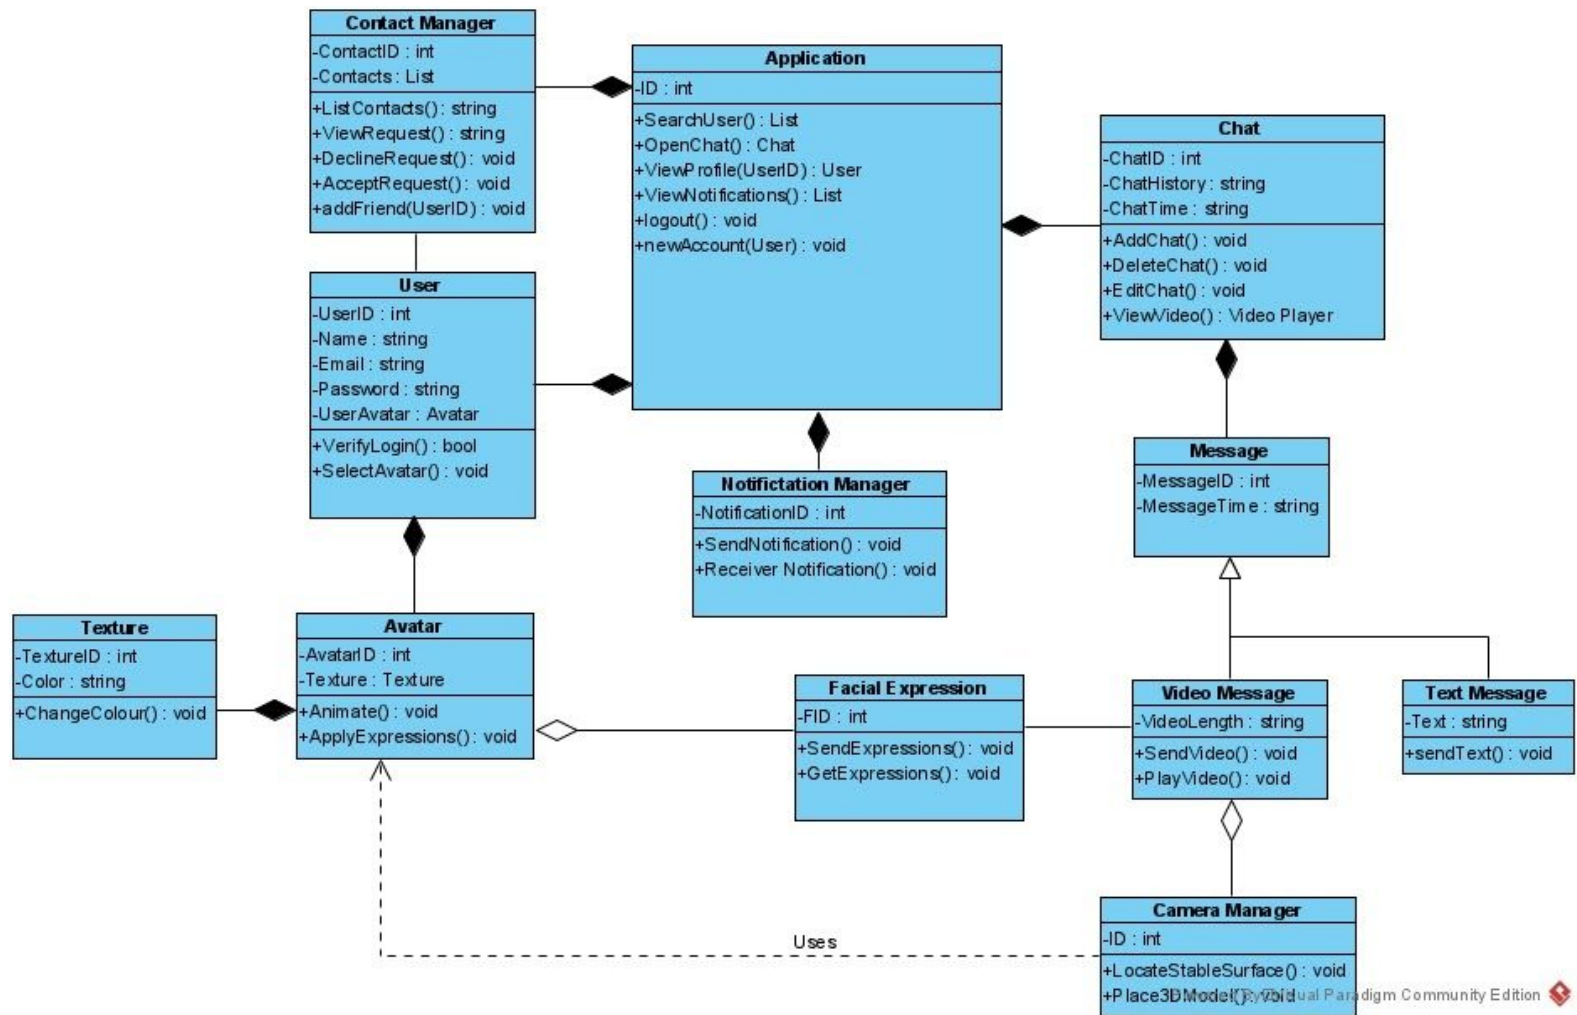 Contact Manager
-ContactID : int
-Contacts : List
+ListContacts() : string
+ViewRequest() : string
+DeclineRequest() : void
+AcceptRequest() : void
+addFriend(UserID) : void
Application
-ID : int
+SearchUser() : List
+OpenChat() : Chat
+ViewProfile(UserID) : User
+ViewNotifications() : List
+logout() : void
+newAccount(User) : void
Chat
-ChatID : int
-ChatHistory : string
-ChatTime : string
+AddChat() : void
+DeleteChat() : void
+EditChat() : void
+ViewVideo() : Video Player
User
-UserID : int
-Name : string
-Email : string
-Password : string
-UserAvatar : Avatar
+VerifyLogin() : bool
+SelectAvatar() : void
Notifictation Manager
-NotificationID : int
+SendNotification() : void
+Receiver Notification() : void
Message
-MessageID : int
-MessageTime : string
Texture
-TextureID : int
-Color : string
+ChangeColour() : void
Avatar
-AvatarID : int
-Texture : Texture
+Animate() : void
+ApplyExpressions() : void
Facial Expression
-FID : int
+SendExpressions() : void
+GetExpressions() : void
Video Message
-VideoLength : string
+SendVideo() : void
+PlayVideo() : void
Text Message
-Text : string
+sendText() : void
Uses
Camera Manager
-ID : int
+LocateStableSurface() : void
+Place3DModel() : void
Visual Paradigm Community Edition